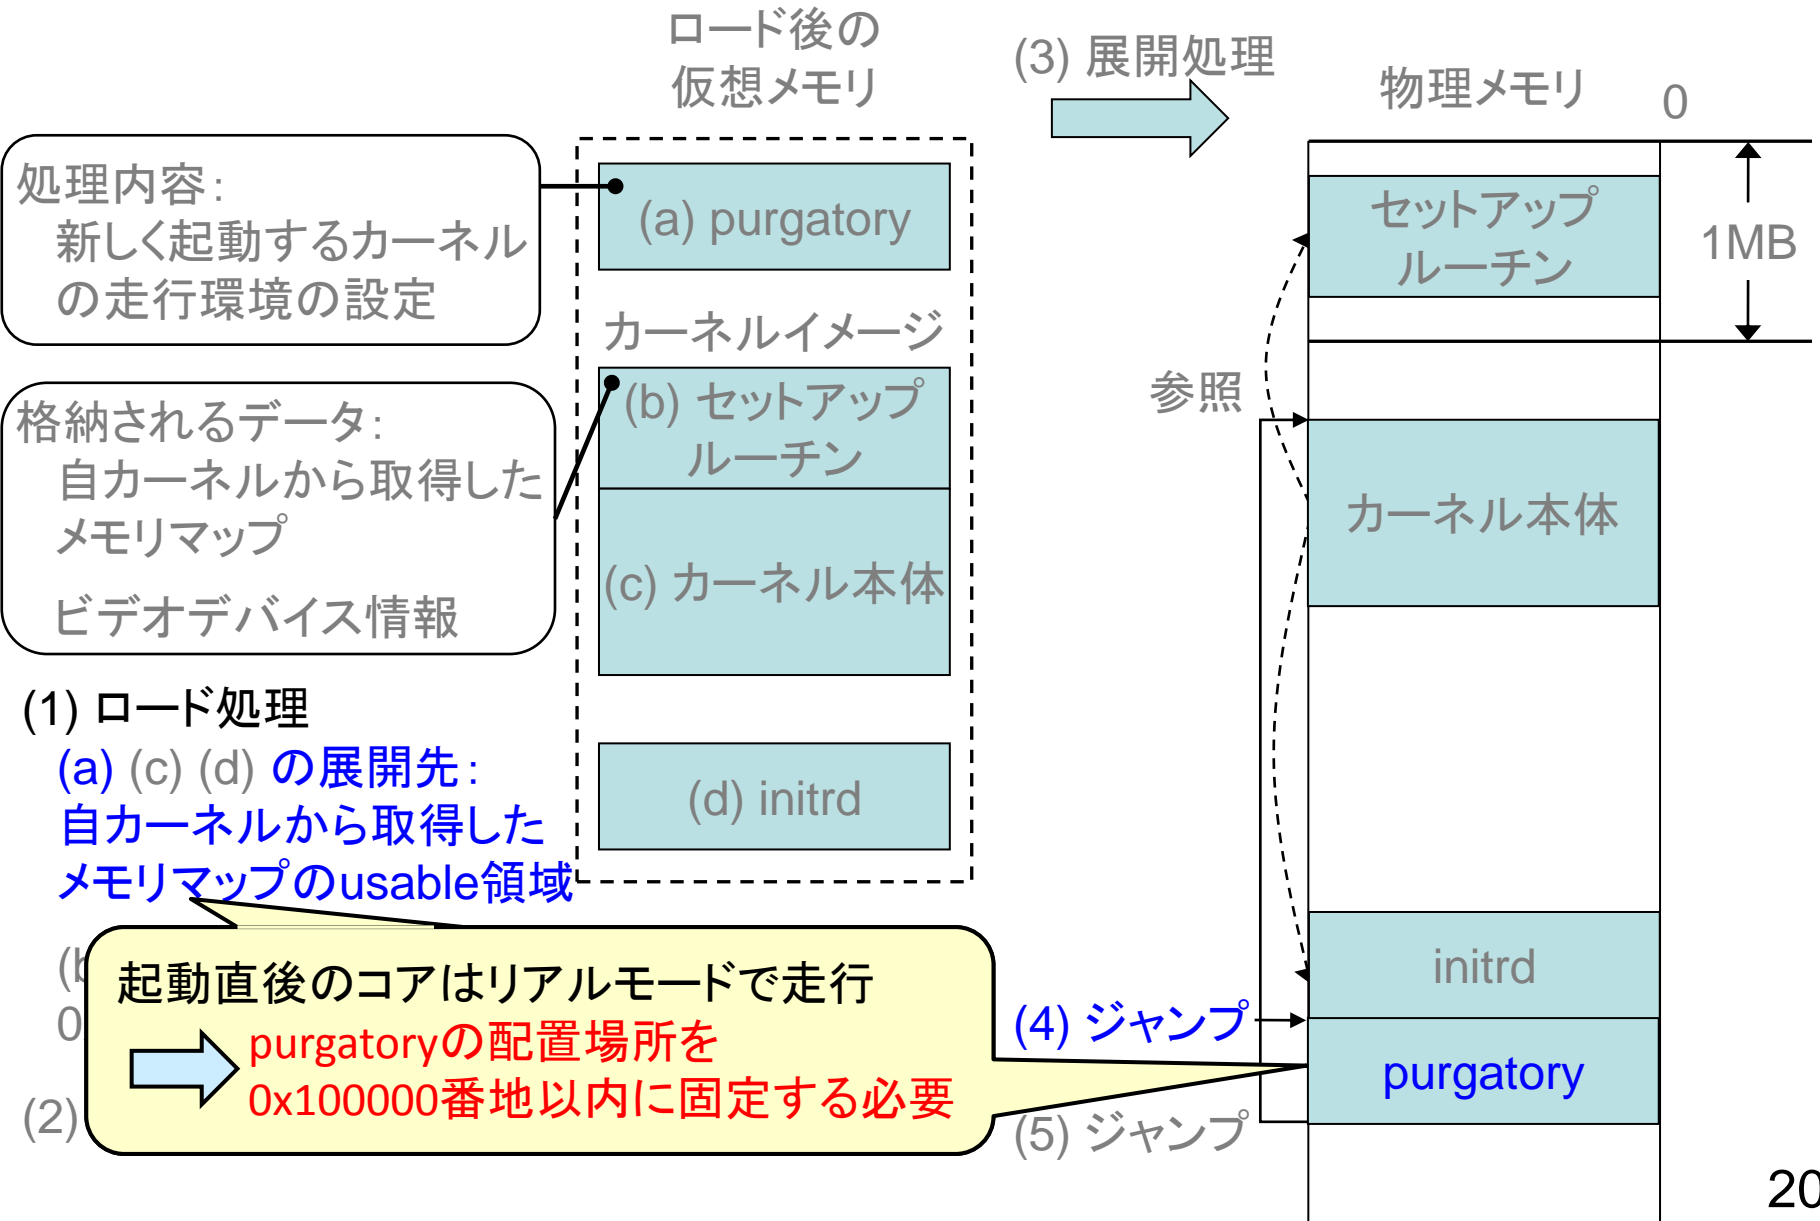 ロード後の
仮想メモリ
(3) 展開処理
物理メモリ
0
処理内容:
新しく起動するカーネル
の走行環境の設定
(a) purgatory
セットアップ
ルーチン
1MB
カーネルイメージ
格納されるデータ:
自カーネルから取得した
メモリマップ
ビデオデバイス情報
(b) セットアップ
ルーチン
(c) カーネル本体
参照
カーネル本体
(1) ロード処理
(a) (c) (d) の展開先:
自カーネルから取得した
メモリマップのusable領域
(d) initrd
0
(2)
起動直後のコアはリアルモードで走行
purgatoryの配置場所を
0x100000番地以内に固定する必要
initrd
(4) ジャンプ
purgatory
(5) ジャンプ
20